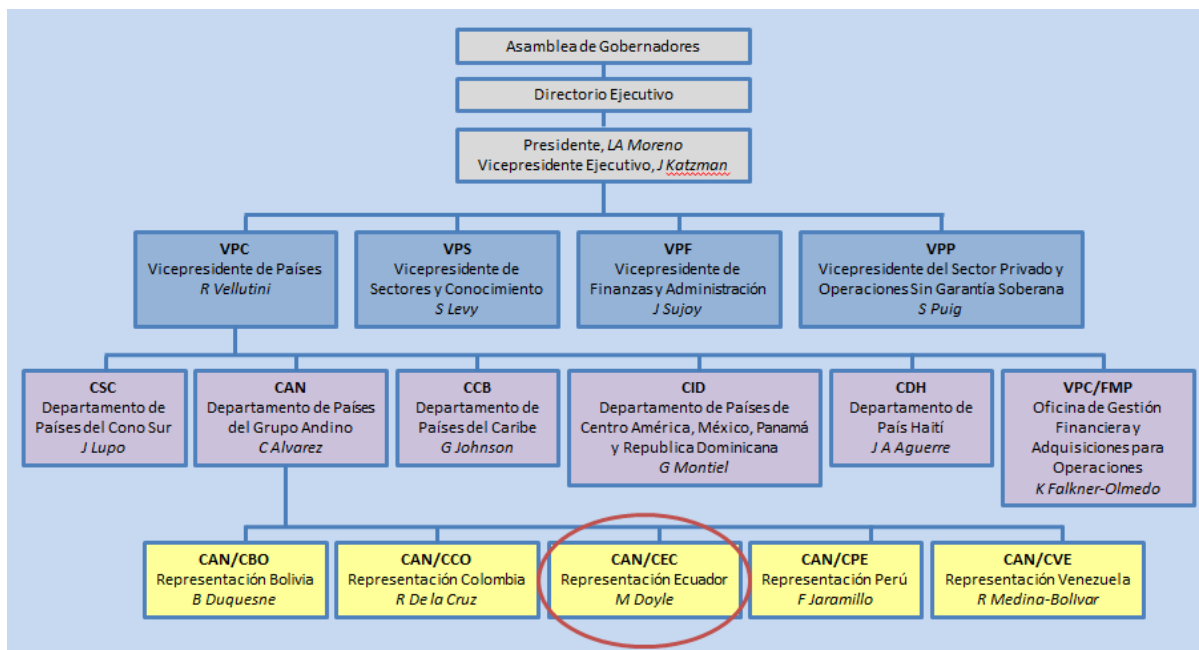 Asamblea de Gobernadores
Directorio Ejecutivo
Presidente, LA Moreno
Vicepresidente Ejecutivo, J Katzman
VPC
Vicepresidente de Países
R Vellutini
VPS
Vicepresidente de
Sectores y Conocimiento
S Levy
VPF
Vicepresidente de
Finanzas y Administración
J Sujoy
VPP
Vicepresidente del Sector Privado y
Operaciones Sin Garantía Soberana
S Puig
CSC
Departamento de
Países del Cono Sur
J Lupo
CAN
Departamento de Países
del Grupo Andino
C Alvarez
CCB
Departamento de
Países del Caribe
G Johnson
CID
Departamento de Países de
Centro América, México, Panamá
y Republica Dominicana
G Montiel
CDH
Departamento de
País Haití
J A Aguerre
VPC/FMP
Oficina de Gestión
Financiera y
Adquisiciones para
Operaciones
K Falkner-Olmedo
CAN/CBO
Representación Bolivia
B Duquesne
CAN/CCO
Representación Colombia
R De la Cruz
CAN/CEC
Representación Ecuador
M Doyle
CAN/CPE
Representación Perú
F Jaramillo
CAN/CVE
Representación Venezuela
R Medina-Bolívar